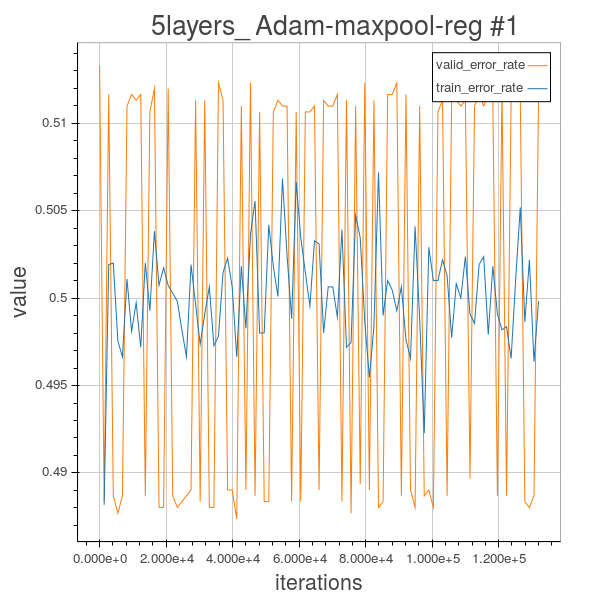 5layers_ Adam-maxpool-reg #1
valid_error_rate
train_error_rate
0.51
0.505
0.5
0.495
0.49
value
0.000e+0 2.000e+4 4.000e+4 6.000e+4 8.000e+4 1.000e+5 1.200e+5
iterations